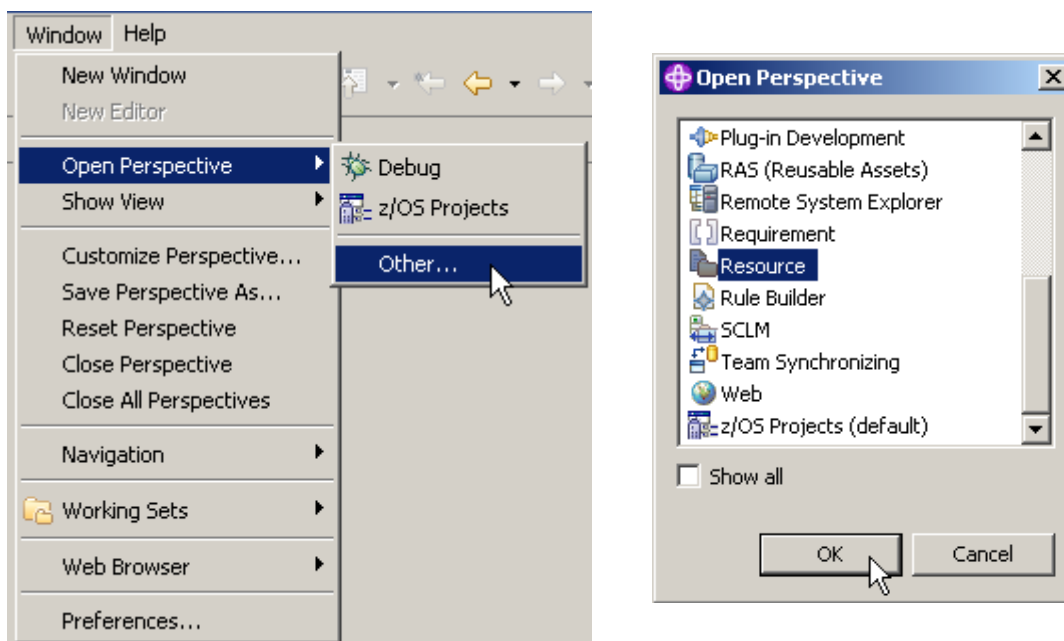 Window Help
New Window
New Editor
Open Perspective
Show View
Customize Perspective...
Save Perspective As...
Reset Perspective
Close Perspective
Close All Perspectives
Navigation
Working Sets
Web Browser
Preferences...
Debug
z/OS Projects
Other...
Open Perspective
Plug-in Development
RAS (Reusable Assets)
Remote System Explorer
Requirement
Resource
Rule Builder
SCLM
Team Synchronizing
Web
z/OS Projects (default)
Show all
OK Cancel